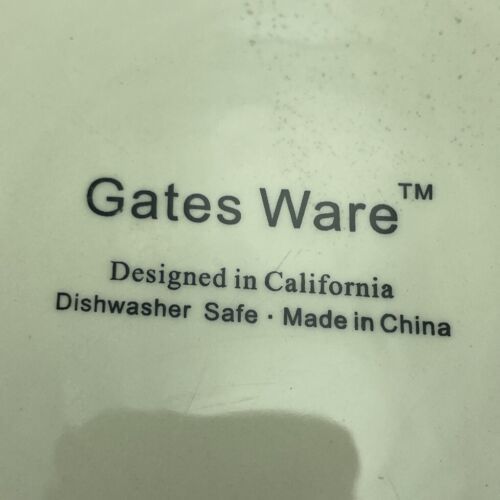 Gates Ware™
Designed in California
Dishwasher Safe · Made in China